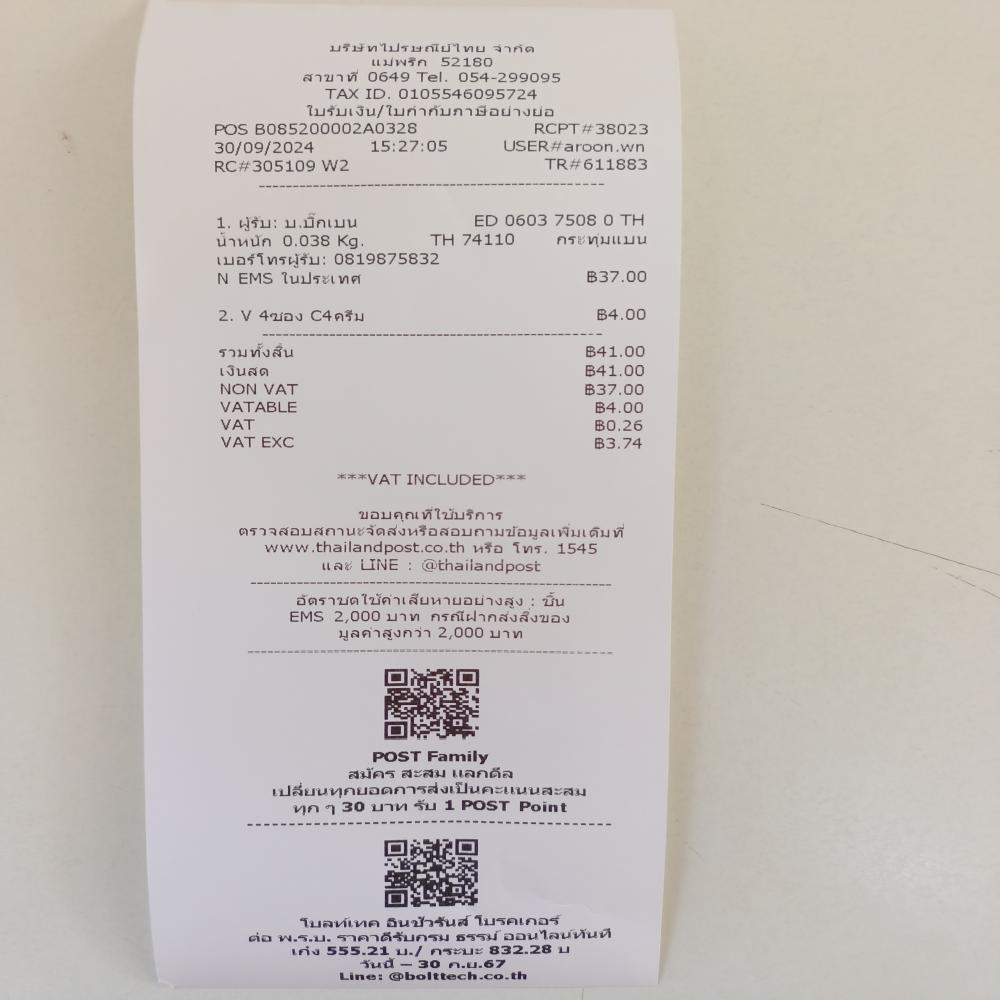 บริษัทไปรษณีย์ไทย จำกัด
แม่พริก 52180
สาขาที่ 0649 Tel. 054-299095
TAX ID. 0105546095724
ใบรับเงิน/ใบกำกับภาษีอย่างย่อ
POS B085200002A0328 RCPT#38023
30/09/2024 15:27:05 USER#aroon.wn
RC#305109 W2 TR#611883
1. ผู้รับ: บ.บิ๊กเบน ED 0603 7508 0 TH
น้ำหนัก 0.038 Kg. TH 74110 กระทุ่มแบน
เบอร์โทรผู้รับ: 0819875832
N EMS ในประเทศ ฿37.00
2. V 4ซอง C4ครีม ฿4.00
รวมทั้งสิ้น ฿41.00
เงินสด ฿41.00
NON VAT ฿37.00
VATABLE ฿4.00
VAT ฿0.26
VAT EXC ฿3.74
***VAT INCLUDED***
ขอบคุณที่ใช้บริการ
ตรวจสอบสถานะจัดส่งหรือสอบถามข้อมูลเพิ่มเติมที่
www.thailandpost.co.th หรือ โทร. 1545
และ LINE : @thailandpost
อัตราชดใช้ค่าเสียหายอย่างสูง : ชิ้น
EMS 2,000 บาท กรณีฝากส่งสิ่งของ
มูลค่าสูงกว่า 2,000 บาท
POST Family
สมัคร สะสม แลกดีล
เปลี่ยนทุกยอดการส่งเป็นคะแนนสะสม
ทุก ๆ 30 บาท รับ 1 POST Point
โบลท์เทค อินชัวรันส์ โบรคเกอร์
ต่อ พ.ร.บ. ราคาดีรับกรม ธรรม์ ออนไลน์ทันที
เก๋ง 555.21 บ./ กระบะ 832.28 บ
วันนี้ – 30 ก.ย.67
Line: @bolttech.co.th